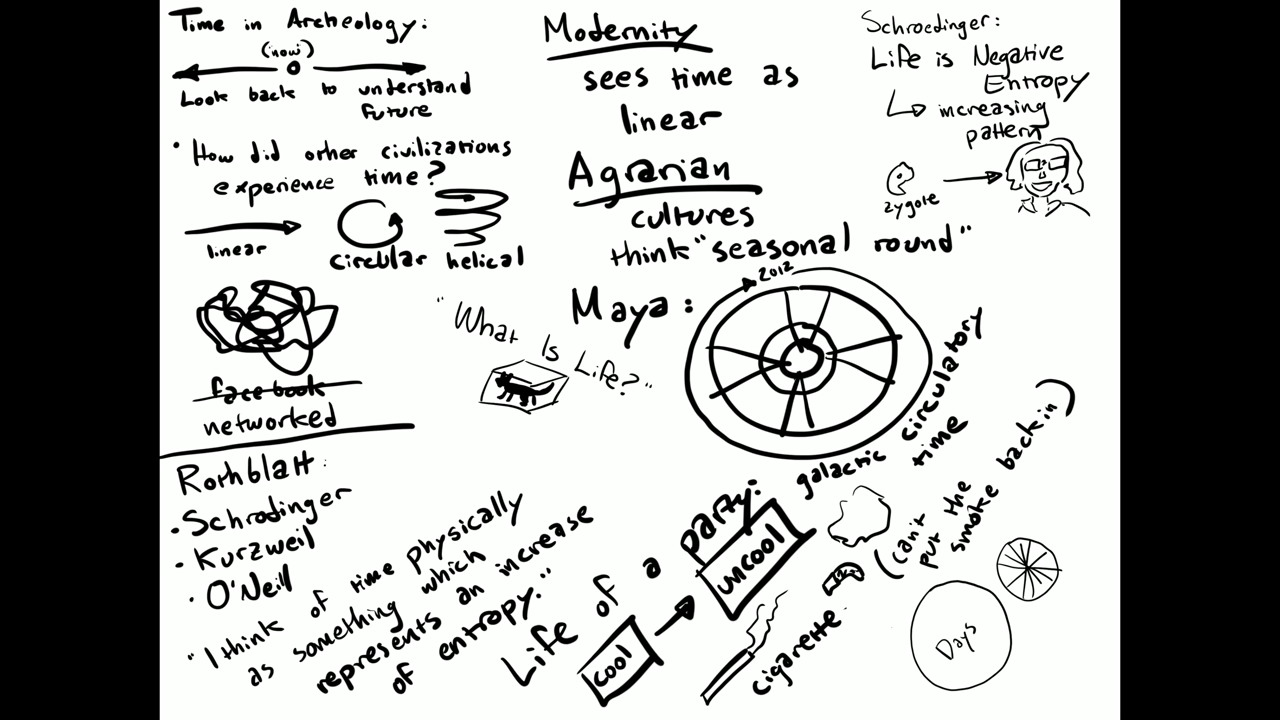 Time in Archeology:
(now)
Look back to understand
future
• How did other civilizations
experience time?
linear
circular
helical
facebook
networked
Rothblatt:
• Schrodinger
• Kurzweil
• O'Neill
"I think of time physically
as something which
represents an increase
of entropy."
Modernity
sees time as
linear
Agrarian
cultures
think "seasonal round"
"What Is Life?"
Maya:
2012
galactic circulatory
time
Schroedinger:
Life is Negative
Entropy
increasing
pattern
zygote
Life of a party:
cool
uncool
cigarette
(can't
put the
smoke back in)
Days